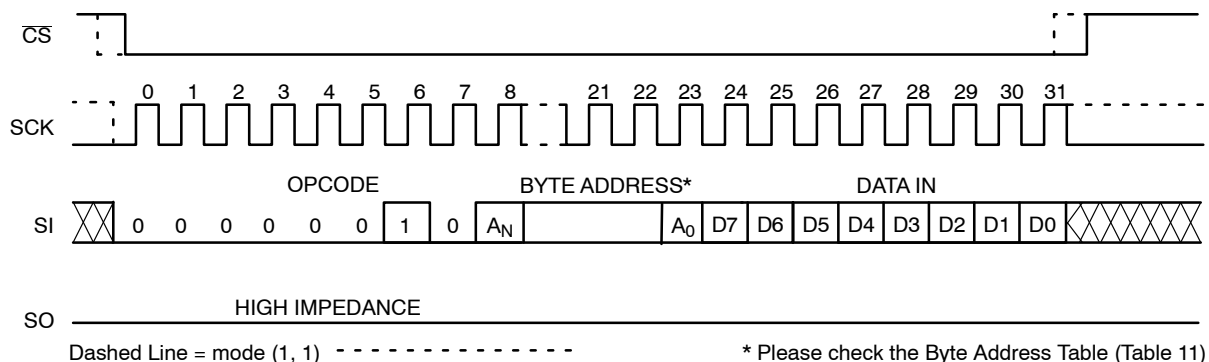 CS
0 1 2 3 4 5 6 7 8 21 22 23 24 25 26 27 28 29 30 31
SCK
OPCODE BYTE ADDRESS* DATA IN
SI 0 0 0 0 0 0 1 0 AN A0 D7 D6 D5 D4 D3 D2 D1 D0
HIGH IMPEDANCE
SO
Dashed Line = mode (1, 1) * Please check the Byte Address Table (Table 11)